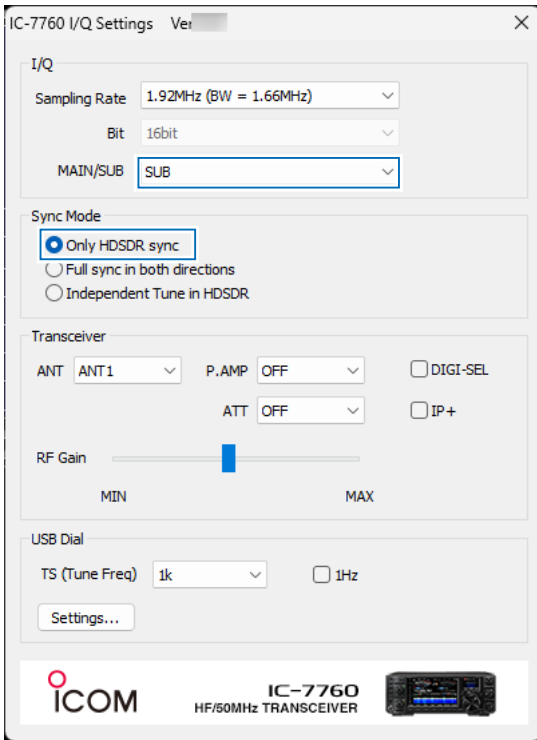 IC-7760 I/Q Settings Ver
I/Q
Sampling Rate 1.92MHz (BW = 1.66MHz)
Bit 16bit
MAIN/SUB SUB
Sync Mode
Only HDSDR sync
Full sync in both directions
Independent Tune in HDSDR
Transceiver
ANT ANT1 P.AMP OFF DIGI-SEL
ATT OFF IP+
RF Gain
MIN MAX
USB Dial
TS (Tune Freq) 1k 1Hz
Settings...
ICOM
IC-7760
HF/50MHz TRANSCEIVER